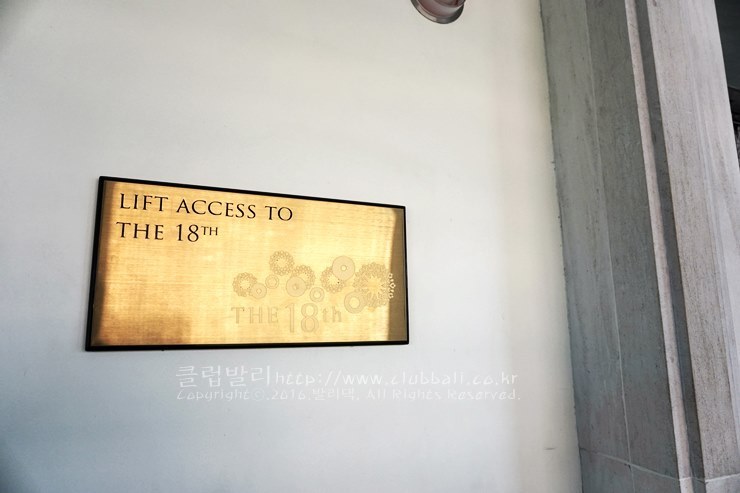 LIFT ACCESS TO
THE 18TH
THE 18th
클럽발리http://www.clubbali.co.kr
Copyright©.2016.발리넷. All Rights Reserved.